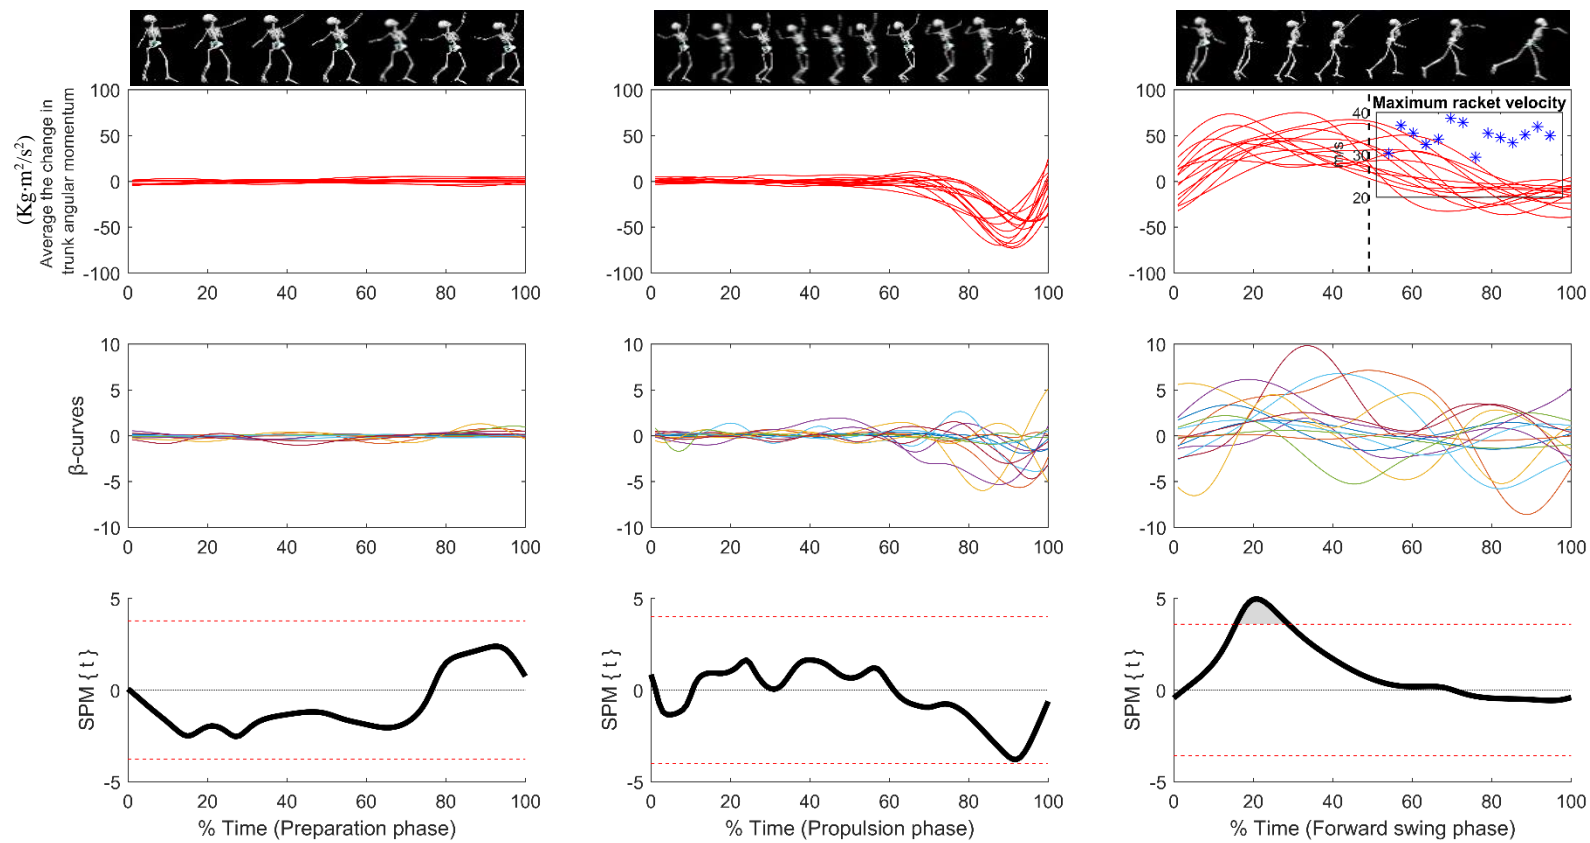 (Kg·m²/s²)
Average the change in
trunk angular momentum
100
50
0
-50
-100
0 20 40 60 80 100
100
50
0
-50
-100
0 20 40 60 80 100
100
50
0
-50
-100
0 20 40 60 80 100
Maximum racket velocity
m/s
40
30
20
β-curves
10
5
0
-5
-10
0 20 40 60 80 100
10
5
0
-5
-10
0 20 40 60 80 100
10
5
0
-5
-10
0 20 40 60 80 100
SPM { t }
5
0
-5
0 20 40 60 80 100
% Time (Preparation phase)
SPM { t }
5
0
-5
0 20 40 60 80 100
% Time (Propulsion phase)
SPM { t }
5
0
-5
0 20 40 60 80 100
% Time (Forward swing phase)